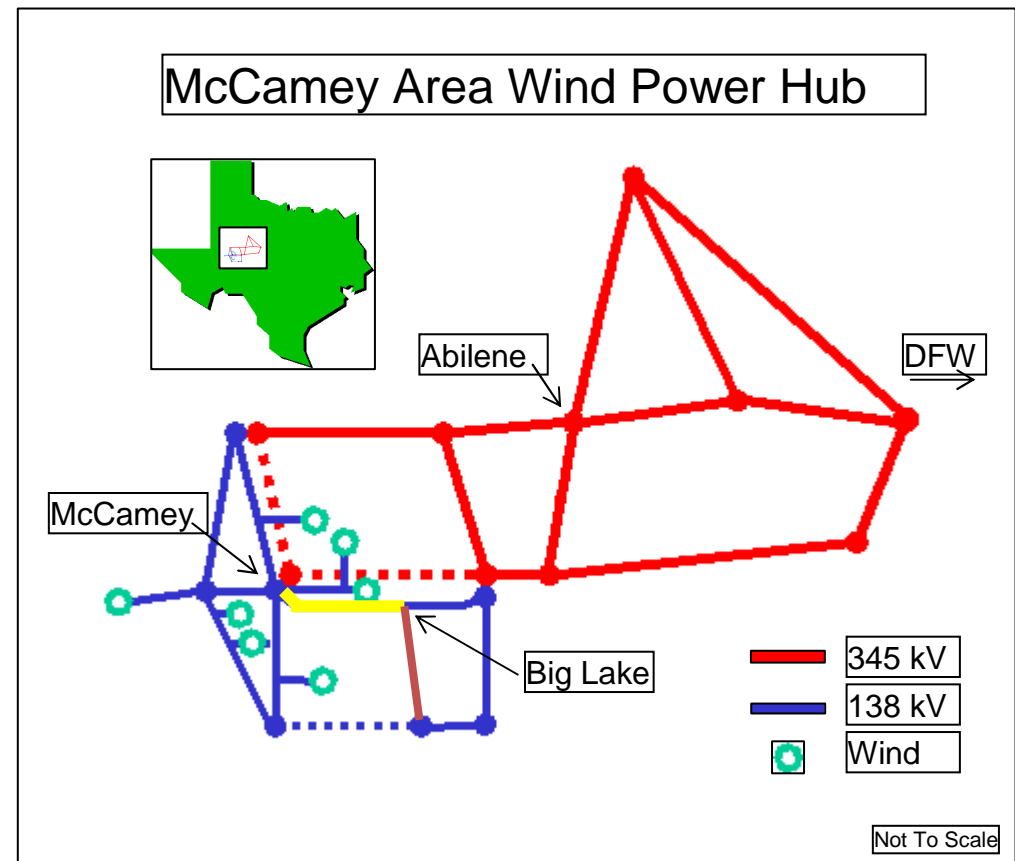 McCamey Area Wind Power Hub
Abilene
DFW
McCamey
Big Lake
345 kV
138 kV
Wind
Not To Scale